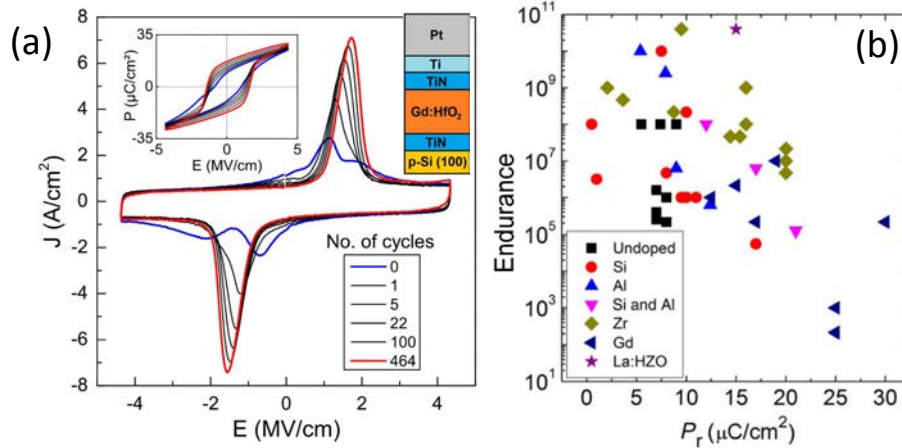 (a)
8
6
4
2
0
−2
−4
−6
−8
J (A/cm²)
−4
−2
0
2
4
E (MV/cm)
35
0
−35
P (μC/cm²)
−5
0
5
E (MV/cm)
Pt
Ti
TiN
Gd:HfO₂
TiN
p-Si (100)
No. of cycles
0
1
5
22
100
464
(b)
10¹¹
10⁹
10⁷
10⁵
10³
10¹
Endurance
Undoped
Si
Al
Si and Al
Zr
Gd
La:HZO
0
5
10
15
20
25
30
Pr (μC/cm²)